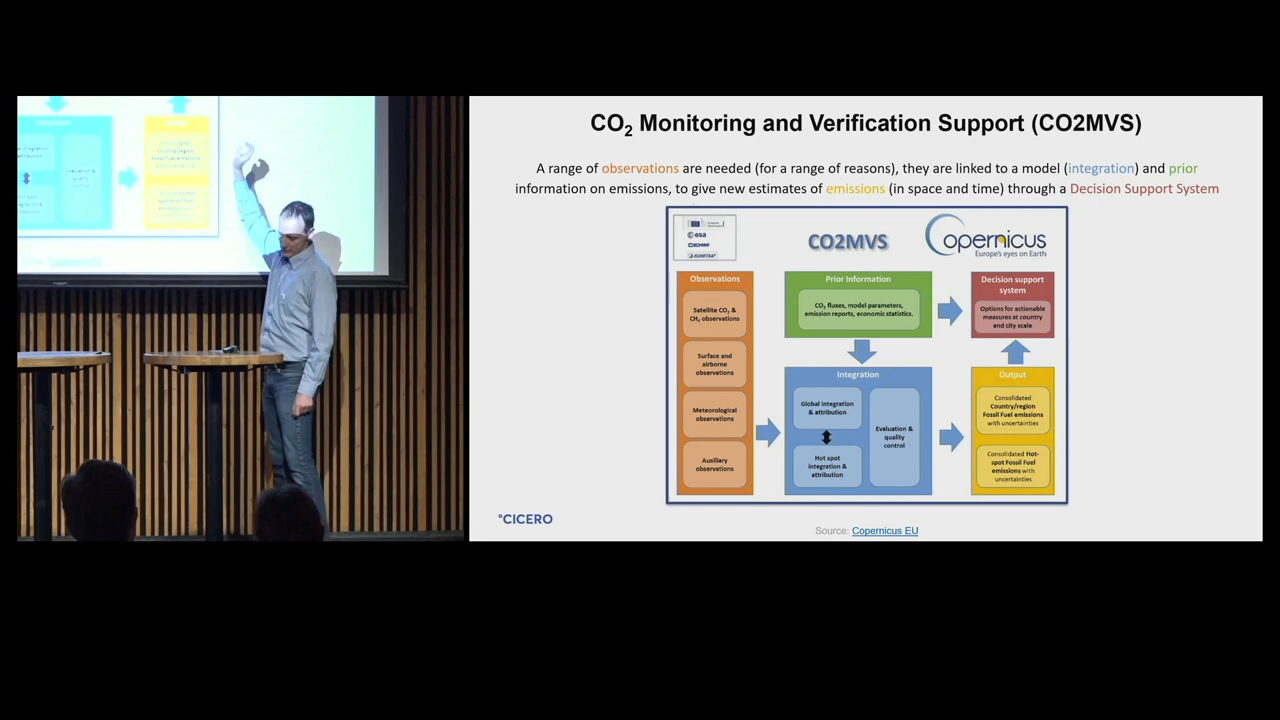 CO2 Monitoring and Verification Support (CO2MVS)
A range of observations are needed (for a range of reasons), they are linked to a model (integration) and prior
information on emissions, to give new estimates of emissions (in space and time) through a Decision Support System
esa
ECMWF
EUMETSAT
CO2MVS
Copernicus
Europe's eyes on Earth
Observations
Satellite CO2 &
CH4 observations
Surface and
airborne
observations
Meteorological
observations
Auxiliary
observations
Prior Information
CO2 fluxes, model parameters,
emission reports, economic statistics.
Integration
Global integration
& attribution
Hot spot
integration &
attribution
Evaluation &
quality
control
Decision support
system
Options for actionable
measures at country
and city scale
Output
Consolidated
Country/region
Fossil Fuel emissions
with uncertainties
Consolidated Hot-
spot Fossil Fuel
emissions with
uncertainties
°CICERO
Source: Copernicus EU